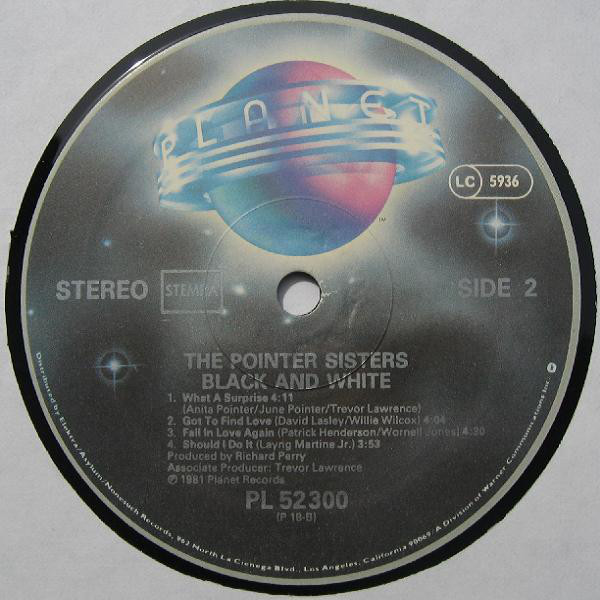 PLANET
TM
LC 5936
STEREO STEMRA SIDE 2
THE POINTER SISTERS
BLACK AND WHITE
1. What A Surprise 4:11
(Anita Pointer/June Pointer/Trevor Lawrence)
2. Got To Find Love (David Lasley/Willie Wilcox) 4:04
3. Fall In Love Again (Patrick Henderson/Wornell Jones) 4:20
4. Should I Do It (Layng Martine Jr.) 3:53
Produced by Richard Perry
Associate Producer: Trevor Lawrence
℗ 1981 Planet Records
PL 52 300
(P 18-B)
Distributed by Elektra/Asylum/Nonesuch Records, 962 North La Cienega Blvd., Los Angeles, California 90069. A Division of Warner Communications Inc.